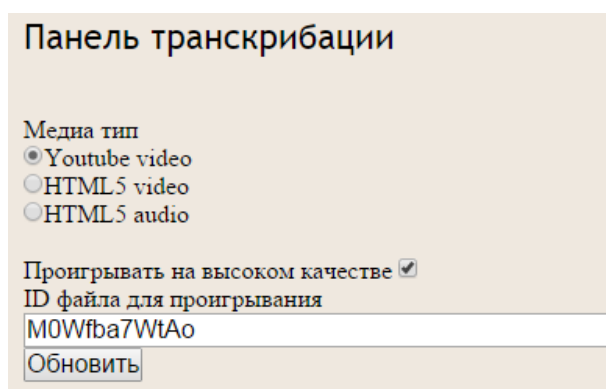 Панель транскрибации
Медиа тип
Youtube video
HTML5 video
HTML5 audio
Проигрывать на высоком качестве
ID файла для проигрывания
M0Wfba7WtAo
Обновить